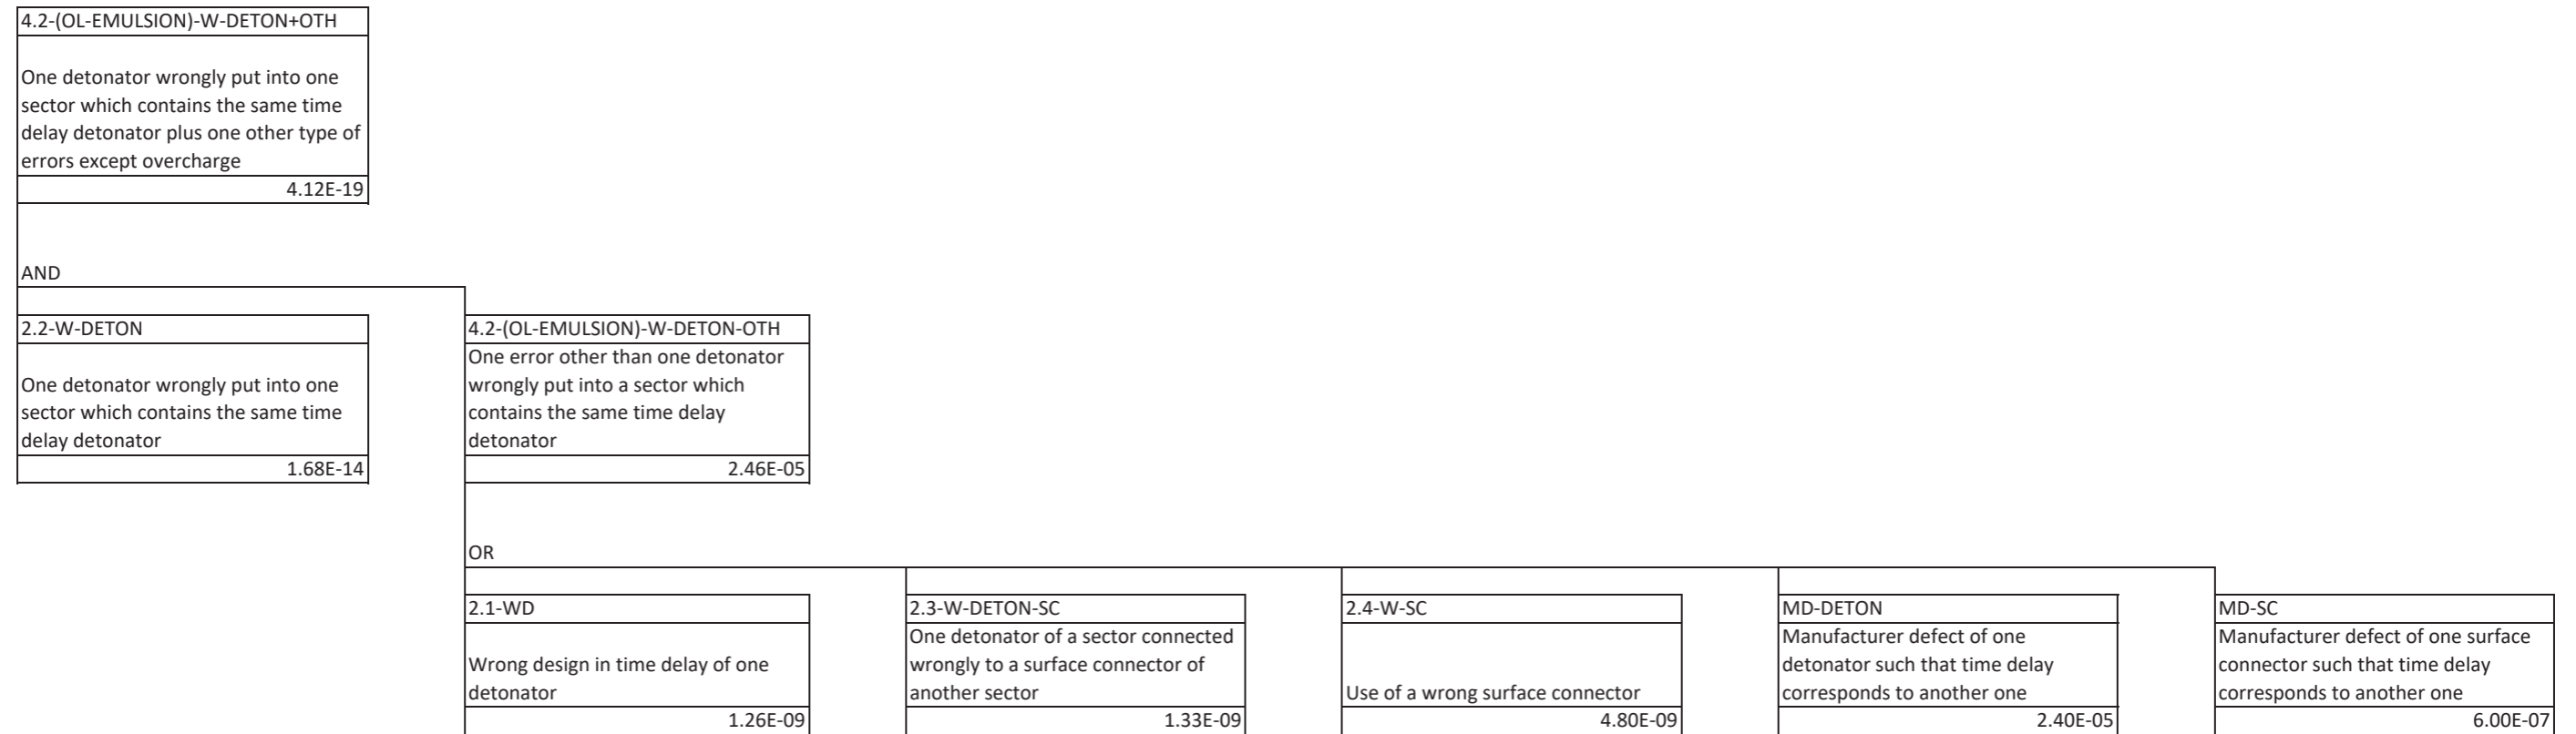 4.2-(OL-EMULSION)-W-DETON+OTH
One detonator wrongly put into one
sector which contains the same time
delay detonator plus one other type of
errors except overcharge
4.12E-19
AND
2.2-W-DETON
One detonator wrongly put into one
sector which contains the same time
delay detonator
1.68E-14
4.2-(OL-EMULSION)-W-DETON-OTH
One error other than one detonator
wrongly put into a sector which
contains the same time delay
detonator
2.46E-05
OR
2.1-WD
Wrong design in time delay of one
detonator
1.26E-09
2.3-W-DETON-SC
One detonator of a sector connected
wrongly to a surface connector of
another sector
1.33E-09
2.4-W-SC
Use of a wrong surface connector
4.80E-09
MD-DETON
Manufacturer defect of one
detonator such that time delay
corresponds to another one
2.40E-05
MD-SC
Manufacturer defect of one surface
connector such that time delay
corresponds to another one
6.00E-07